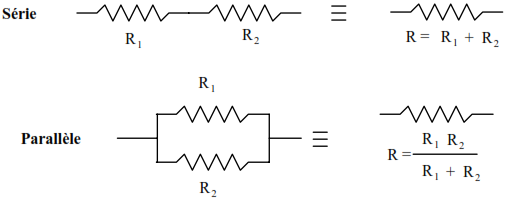 Série
R₁ R₂ ≡ R = R₁ + R₂
R₁
Parallèle ≡ R = R₁ R₂ / R₁ + R₂
R₂